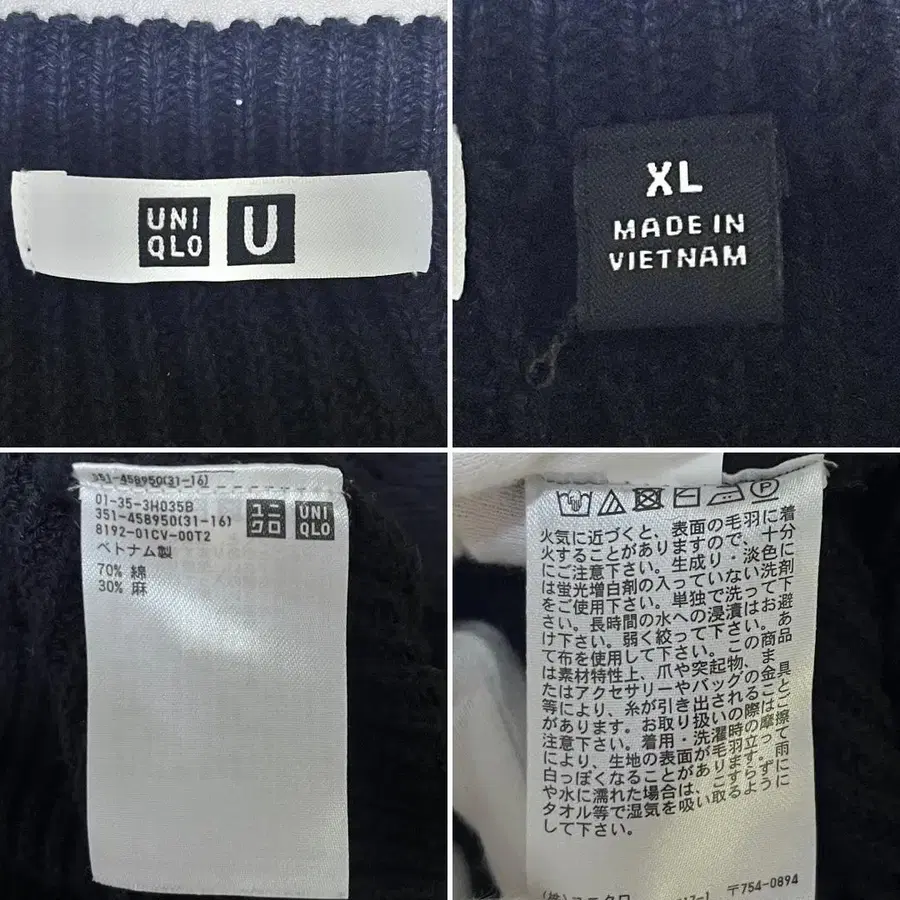 UNI
QLO
U
XL
MADE IN
VIETNAM
351-458950(31-16)
01-35-3H035B
351-458950(31-16)
8192-01CV-00T2
ベトナム製
ユニ
クロ
UNI
QLO
70% 綿
30% 麻
火気に近づくと、表面の毛羽に着
火することがありますので、十分
にご注意下さい。生成り・淡色に
は蛍光増白剤の入っていない洗剤
をご使用下さい。単独で洗って下
さい。長時間の水への浸漬はお避
け下さい。弱く絞って下さい。あ
て布を使用して下さい。この商品
は素材特性上、爪や突起物、ま
たはアクセサリーやバッグの金具
等により、糸が引き出されること
があります。お取り扱いの際はご
注意下さい。着用・洗濯時の摩擦
により、生地の表面が毛羽立って
白っぽくなることがあります。雨
や水に濡れた場合は、こすらずに
タオル等で湿気を吸い取るように
して下さい。
〒754-0894